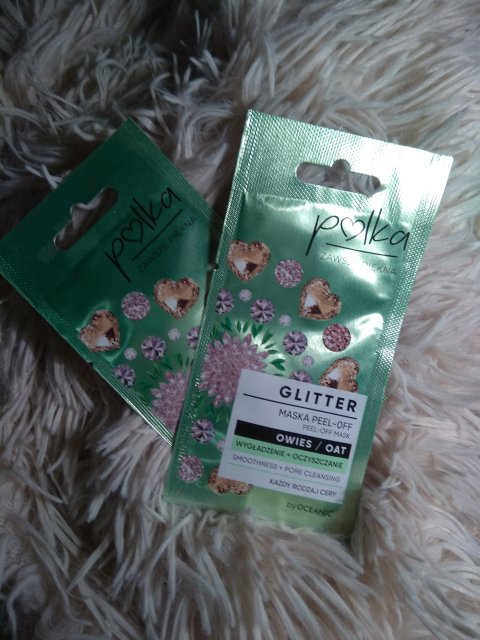 polka
ZAWSZE PIĘKNA
polka
ZAWSZE PIĘKNA
GLITTER
MASKA PEEL-OFF
PEEL-OFF MASK
OWIES / OAT
WYGŁADZENIE + OCZYSZCZANIE
SMOOTHNESS + PORE CLEANSING
KAŻDY RODZAJ CERY
by OCEANIC